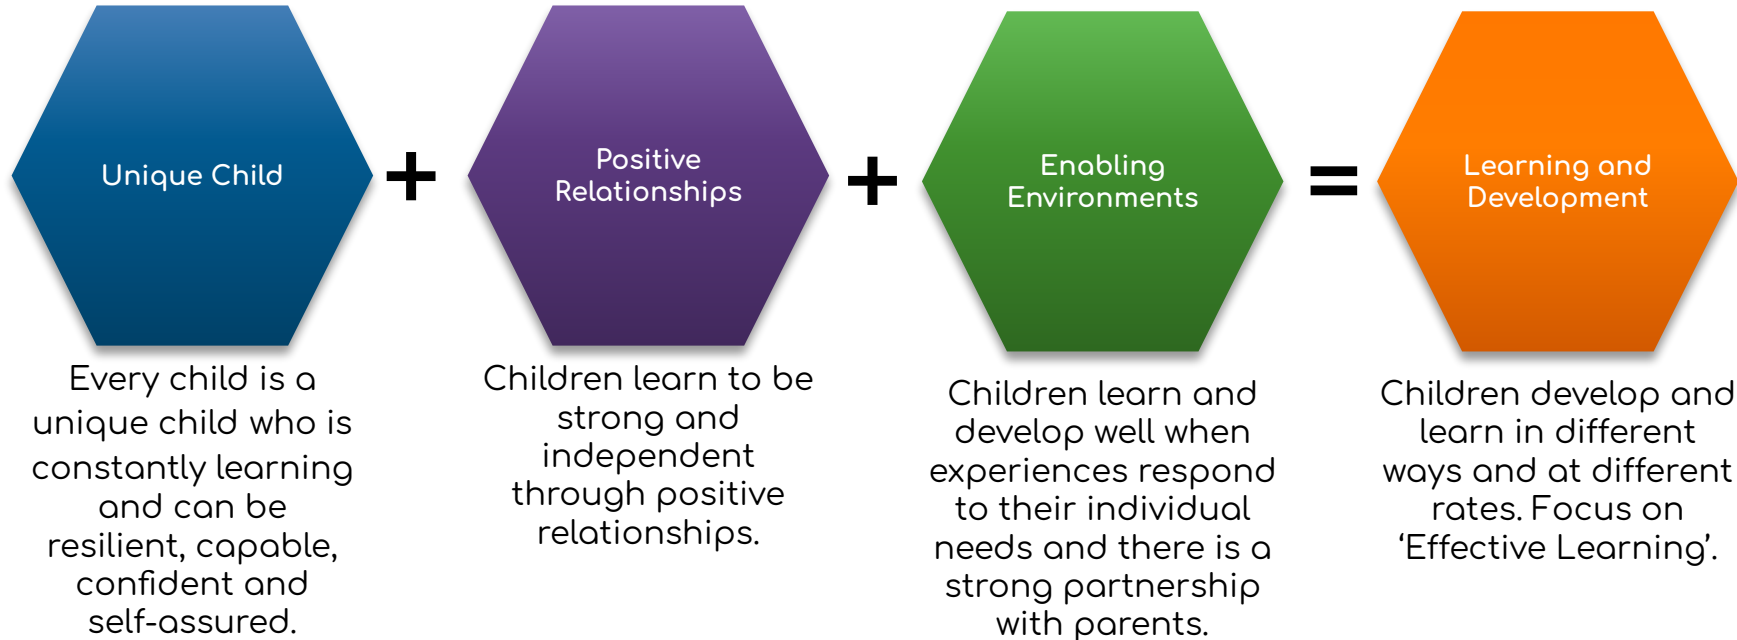 Unique Child
+
Positive
Relationships
+
Enabling
Environments
=
Learning and
Development
Every child is a
unique child who is
constantly learning
and can be
resilient, capable,
confident and
self-assured.
Children learn to be
strong and
independent
through positive
relationships.
Children learn and
develop well when
experiences respond
to their individual
needs and there is a
strong partnership
with parents.
Children develop and
learn in different
ways and at different
rates. Focus on
‘Effective Learning’.